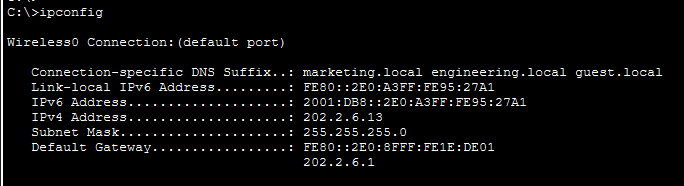 C:\>ipconfig
Wireless0 Connection:(default port)
Connection-specific DNS Suffix..: marketing.local engineering.local guest.local
Link-local IPv6 Address.........: FE80::2E0:A3FF:FE95:27A1
IPv6 Address....................: 2001:DB8::2E0:A3FF:FE95:27A1
IPv4 Address....................: 202.2.6.13
Subnet Mask.....................: 255.255.255.0
Default Gateway.................: FE80::2E0:8FFF:FE1E:DE01
202.2.6.1